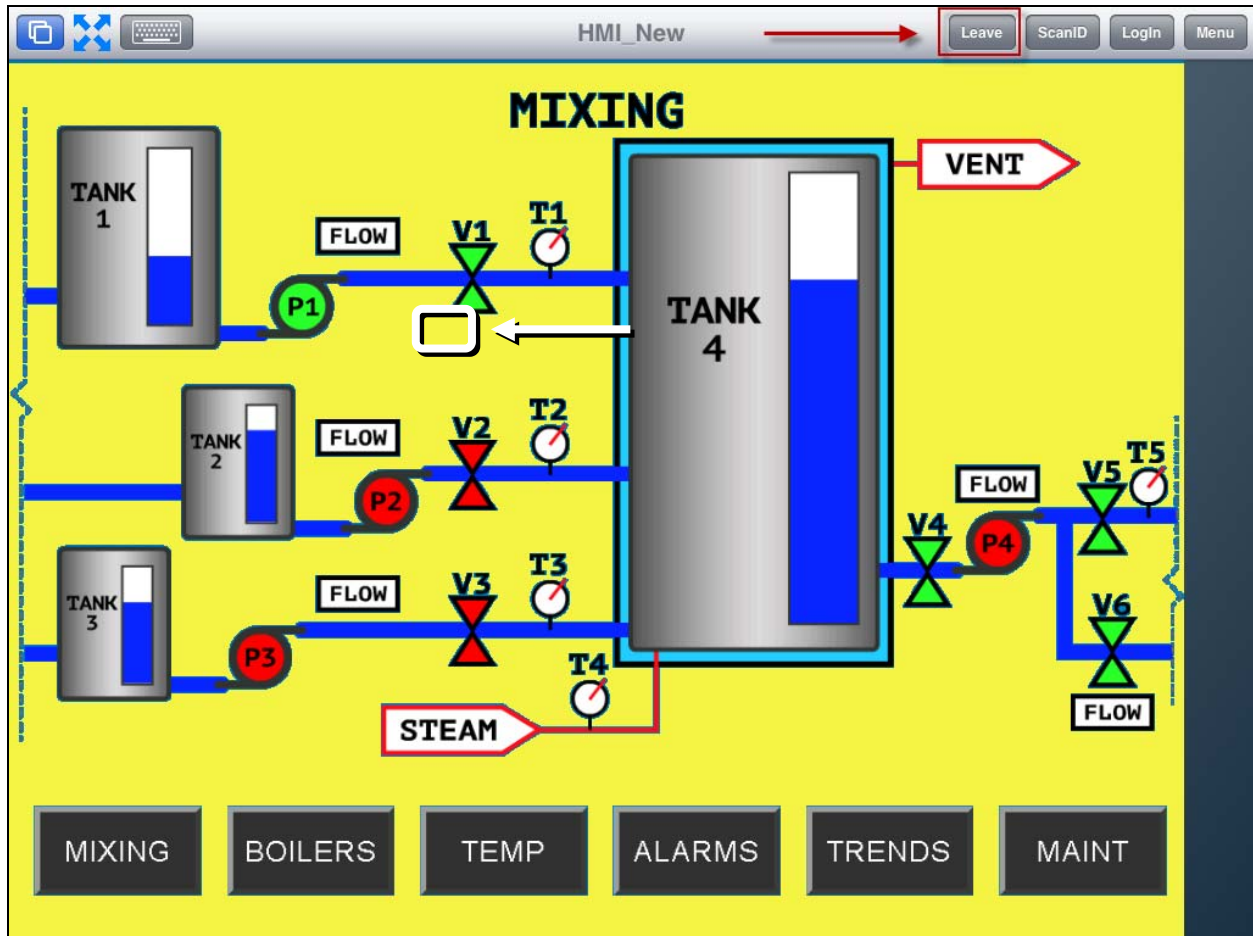 HMI_New
Leave
ScanID
LogIn
Menu
MIXING
TANK
1
FLOW
V1
T1
VENT
P1
TANK
4
TANK
2
FLOW
V2
T2
P2
FLOW
V5
T5
V4
P4
TANK
3
FLOW
V3
T3
P3
V6
T4
STEAM
FLOW
MIXING
BOILERS
TEMP
ALARMS
TRENDS
MAINT